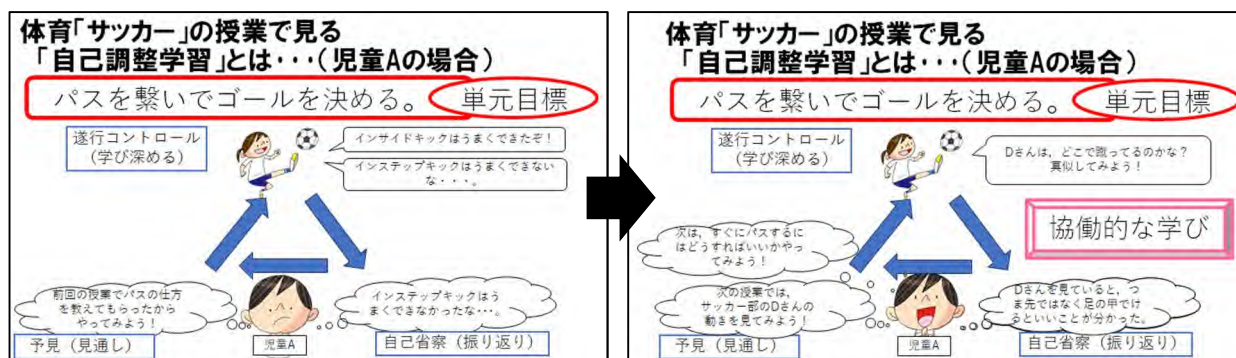 体育「サッカー」の授業で見る
「自己調整学習」とは・・・(児童Aの場合)
パスを繋いでゴールを決める。
単元目標
遂行コントロール
(学び深める)
インサイドキックはうまくできたぞ!
インステップキックはうまくできない
な・・・。
前回の授業でパスの仕方
を教えてもらったから
やってみよう!
インステップキックはう
まくできなかったな・・・。
予見(見通し)
児童A
自己省察(振り返り)
体育「サッカー」の授業で見る
「自己調整学習」とは・・・(児童Aの場合)
パスを繋いでゴールを決める。
単元目標
遂行コントロール
(学び深める)
Dさんは、どこで蹴ってるのかな?
真似してみよう!
協働的な学び
次は、すぐにパスするに
はどうすればいいかやっ
てみよう!
次の授業では、
サッカー部のDさんの
動きを見てみよう!
Dさんを見ていると、つ
ま先ではなく足の甲でけ
るといいことが分かった。
予見(見通し)
児童A
自己省察(振り返り)